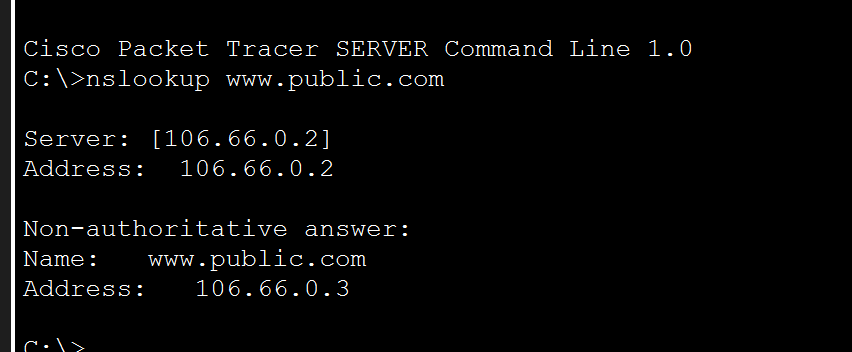 Cisco Packet Tracer SERVER Command Line 1.0
C:\>nslookup www.public.com
Server: [106.66.0.2]
Address:  106.66.0.2
Non-authoritative answer:
Name:   www.public.com
Address:   106.66.0.3
C:\>